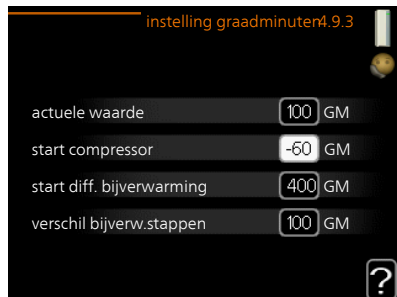 instelling graadminuten4.9.3
actuele waarde 100 GM
start compressor -60 GM
start diff. bijverwarming 400 GM
verschil bijverw.stappen 100 GM
?